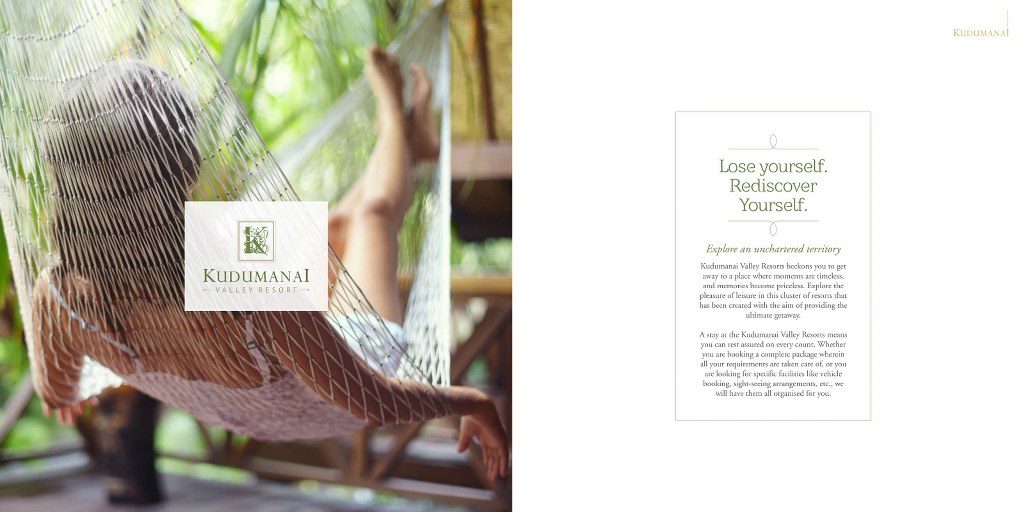 K
KUDUMANAI
VALLEY RESORT
KUDUMANAI
Lose yourself.
Rediscover
Yourself.
Explore an unchartered territory
Kudumanai Valley Resorts beckons you to get
away to a place where moments are timeless,
and memories become priceless. Explore the
pleasure of leisure in this cluster of resorts that
has been created with the aim of providing the
ultimate getaway.
A stay at the Kudumanai Valley Resorts means
you can rest assured on every count. Whether
you are booking a complete package wherein
all your requirements are taken care of, or you
are looking for specific facilities like vehicle
booking, sight-seeing arrangements, etc., we
will have them all organised for you.